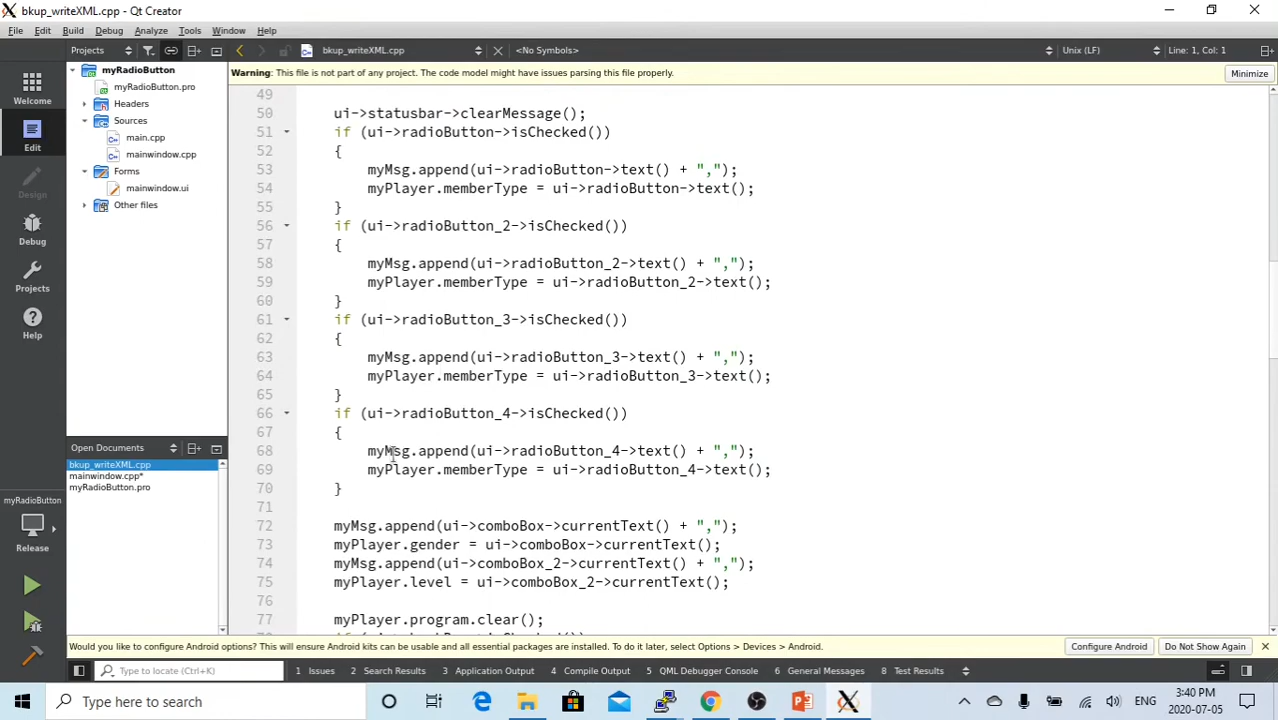 bkup_writeXML.cpp - Qt Creator
File Edit Build Debug Analyze Tools Window Help
Projects
bkup_writeXML.cpp
<No Symbols>
Unix (LF)
Line: 1, Col: 1
Warning: This file is not part of any project. The code model might have issues parsing this file properly.
Minimize
Welcome
Edit
Design
Debug
Projects
Help
myRadioButton
Release
myRadioButton
myRadioButton.pro
Headers
Sources
main.cpp
mainwindow.cpp
Forms
mainwindow.ui
Other files
Open Documents
bkup_writeXML.cpp
mainwindow.cpp*
myRadioButton.pro
49
50 ui->statusbar->clearMessage();
51 if (ui->radioButton->isChecked())
52 {
53 myMsg.append(ui->radioButton->text() + ",");
54 myPlayer.memberType = ui->radioButton->text();
55 }
56 if (ui->radioButton_2->isChecked())
57 {
58 myMsg.append(ui->radioButton_2->text() + ",");
59 myPlayer.memberType = ui->radioButton_2->text();
60 }
61 if (ui->radioButton_3->isChecked())
62 {
63 myMsg.append(ui->radioButton_3->text() + ",");
64 myPlayer.memberType = ui->radioButton_3->text();
65 }
66 if (ui->radioButton_4->isChecked())
67 {
68 myMsg.append(ui->radioButton_4->text() + ",");
69 myPlayer.memberType = ui->radioButton_4->text();
70 }
71
72 myMsg.append(ui->comboBox->currentText() + ",");
73 myPlayer.gender = ui->comboBox->currentText();
74 myMsg.append(ui->comboBox_2->currentText() + ",");
75 myPlayer.level = ui->comboBox_2->currentText();
76
77 myPlayer.program.clear();
Would you like to configure Android options? This will ensure Android kits can be usable and all essential packages are installed. To do it later, select Options > Devices > Android.
Configure Android
Do Not Show Again
Type to locate (Ctrl+K)
1 Issues 2 Search Results 3 Application Output 4 Compile Output 5 QML Debugger Console 6 General Messages 8 Test Results
Type here to search
ENG
3:40 PM
2020-07-05